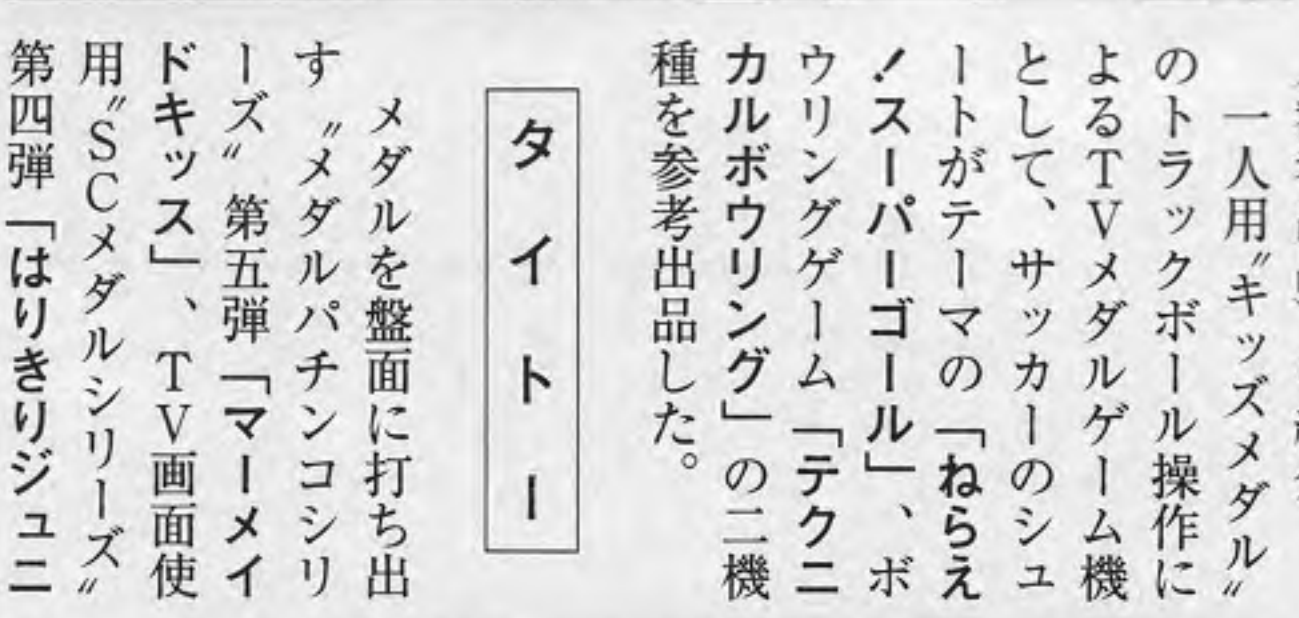 一人用〝キッズメダル〟
のトラックボール操作に
よるTVメダルゲーム機
として、サッカーのシュ
ートがテーマの「ねらえ
！スーパーゴール」、ボ
ウリングゲーム「テクニ
カルボウリング」の二機
種を参考出品した。
タイトー
メダルを盤面に打ち出
す〝メダルパチンコシリ
ーズ〟第五弾「マーメイ
ドキッス」、TV画面使
用〝SCメダルシリーズ〟
第四弾「はりきりジュニ